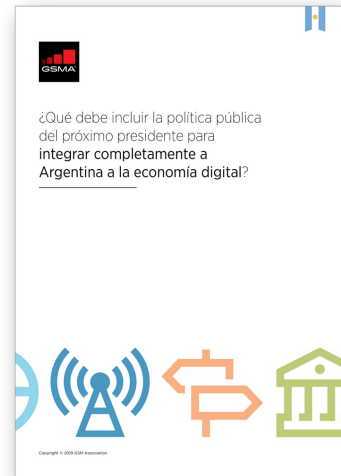 GSMA
¿Qué debe incluir la política pública
del próximo presidente para
integrar completamente a
Argentina a la economía digital?
Copyright © 2019 GSM Association